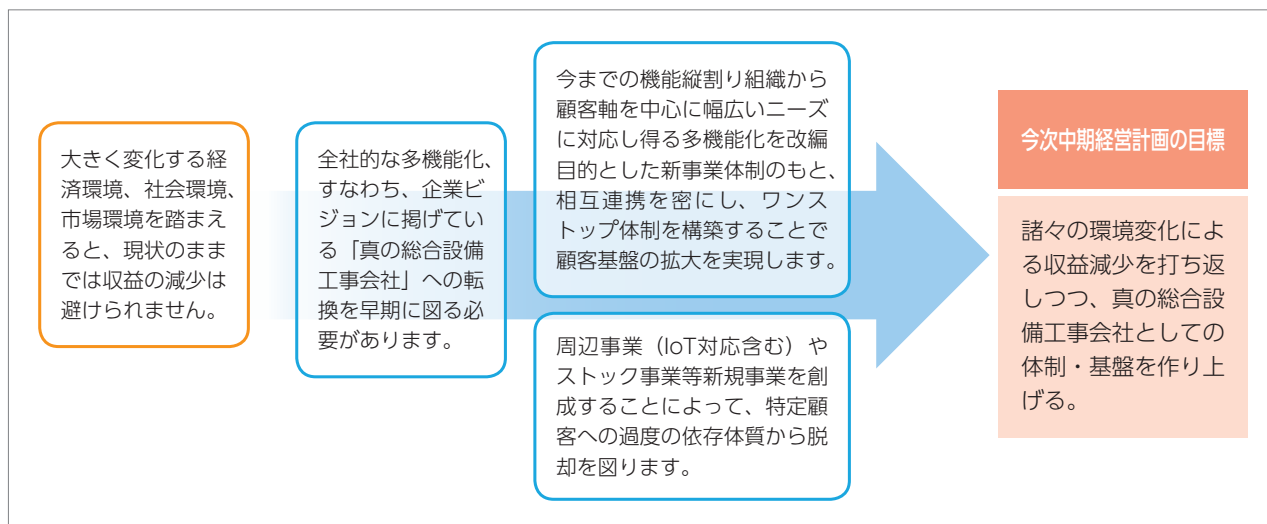 大きく変化する経
済環境、社会環境、
市場環境を踏まえ
ると、現状のまま
では収益の減少は
避けられません。
全社的な多機能化、
すなわち、企業ビ
ジョンに掲げてい
る「真の総合設備
工事会社」への転
換を早期に図る必
要があります。
今までの機能縦割り組織から
顧客軸を中心に幅広いニーズ
に対応し得る多機能化を改編
目的とした新事業体制のもと、
相互連携を密にし、ワンス
トップ体制を構築することで
顧客基盤の拡大を実現します。
周辺事業（IoT対応含む）や
ストック事業等新規事業を創
成することによって、特定顧
客への過度の依存体質から脱
却を図ります。
今次中期経営計画の目標
諸々の環境変化によ
る収益減少を打ち返
しつつ、真の総合設
備工事会社としての
体制・基盤を作り上
げる。